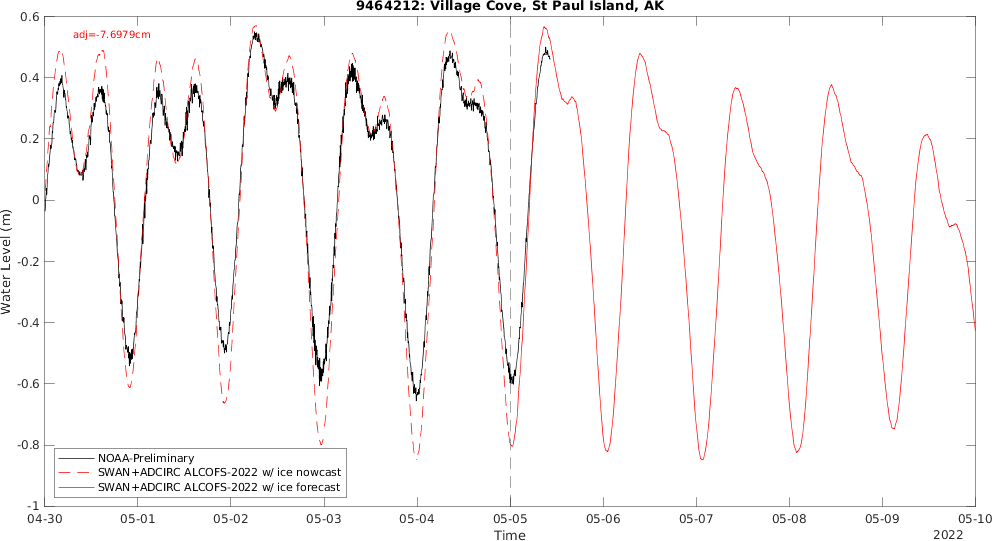 9464212: Village Cove, St Paul Island, AK
adj=-7.6979cm
0.6
0.4
0.2
0
-0.2
-0.4
-0.6
-0.8
-1
Water Level (m)
NOAA-Preliminary
SWAN+ADCIRC ALCOFS-2022 w/ ice nowcast
SWAN+ADCIRC ALCOFS-2022 w/ ice forecast
04-30 05-01 05-02 05-03 05-04 05-05 05-06 05-07 05-08 05-09 05-10
Time
2022